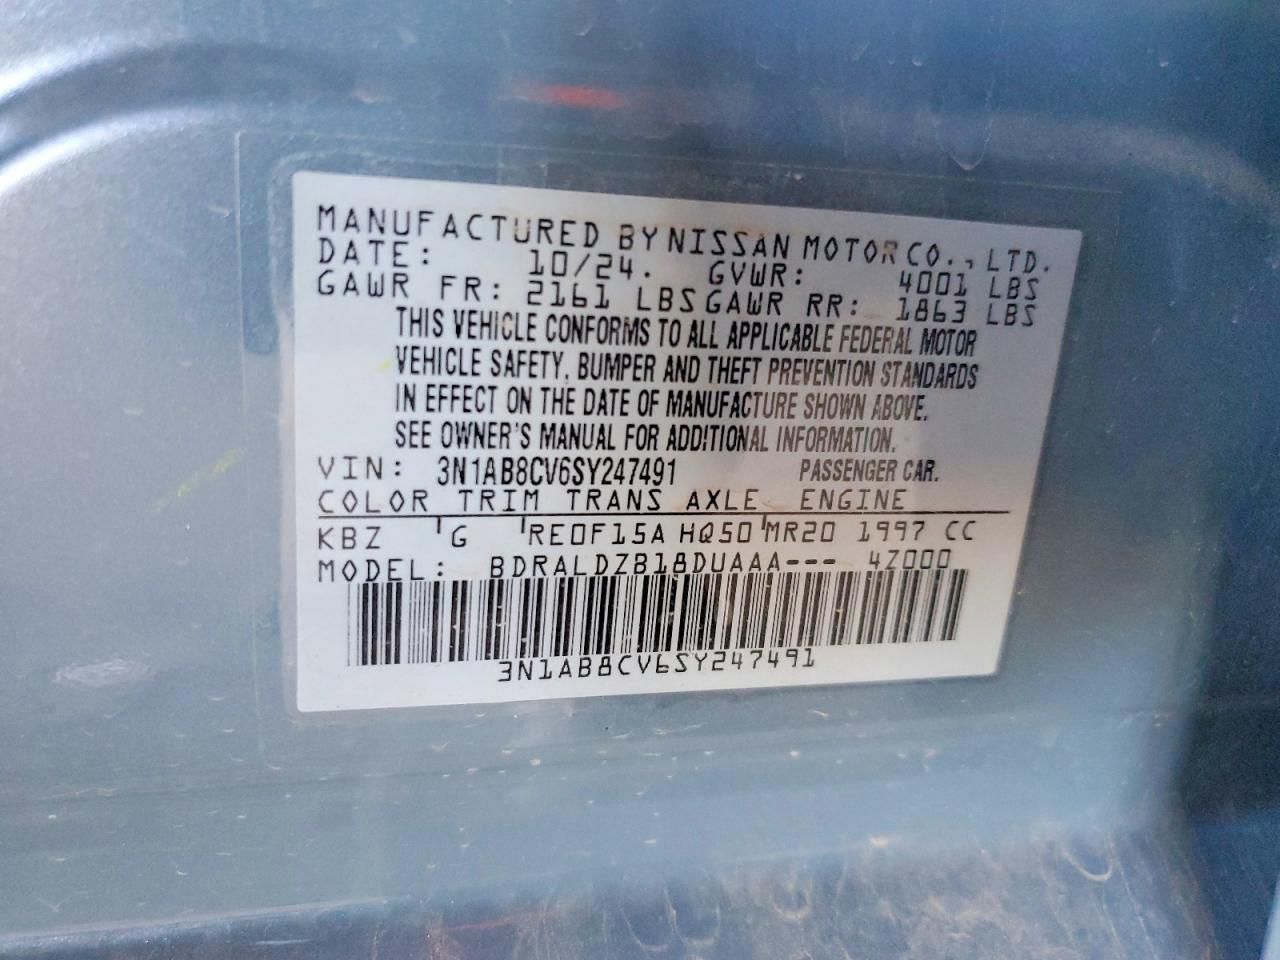 MANUFACTURED BY NISSAN MOTOR CO., LTD.
DATE: 10/24. GVWR: 4001 LBS
GAWR FR: 2161 LBS GAWR RR: 1863 LBS
THIS VEHICLE CONFORMS TO ALL APPLICABLE FEDERAL MOTOR
VEHICLE SAFETY, BUMPER AND THEFT PREVENTION STANDARDS
IN EFFECT ON THE DATE OF MANUFACTURE SHOWN ABOVE.
SEE OWNER'S MANUAL FOR ADDITIONAL INFORMATION.
VIN: 3N1AB8CV6SY247491 PASSENGER CAR.
COLOR TRIM TRANS AXLE ENGINE
KBZ 'G 'RE0F15A HQ50 'MR20 1997 CC
MODEL: BDRALDZB18DUAAA--- 4Z000
3N1AB8CV6SY247491